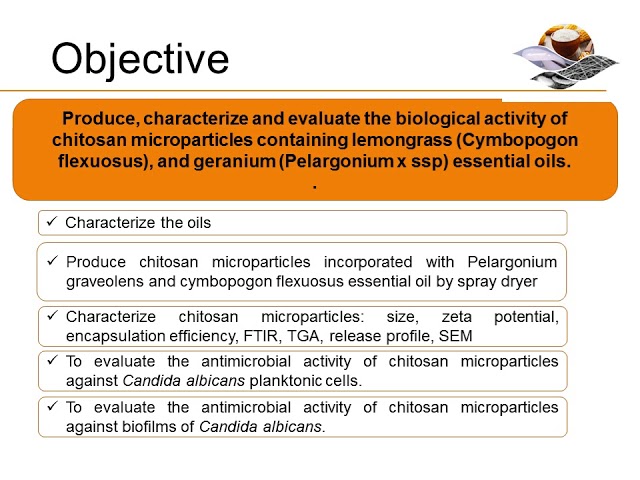 Objective
Produce, characterize and evaluate the biological activity of
chitosan microparticles containing lemongrass (Cymbopogon
flexuosus), and geranium (Pelargonium x ssp) essential oils.
.
✓ Characterize the oils
✓ Produce chitosan microparticles incorporated with Pelargonium
graveolens and cymbopogon flexuosus essential oil by spray dryer
✓ Characterize chitosan microparticles: size, zeta potential,
encapsulation efficiency, FTIR, TGA, release profile, SEM
✓ To evaluate the antimicrobial activity of chitosan microparticles
against Candida albicans planktonic cells.
✓ To evaluate the antimicrobial activity of chitosan microparticles
against biofilms of Candida albicans.